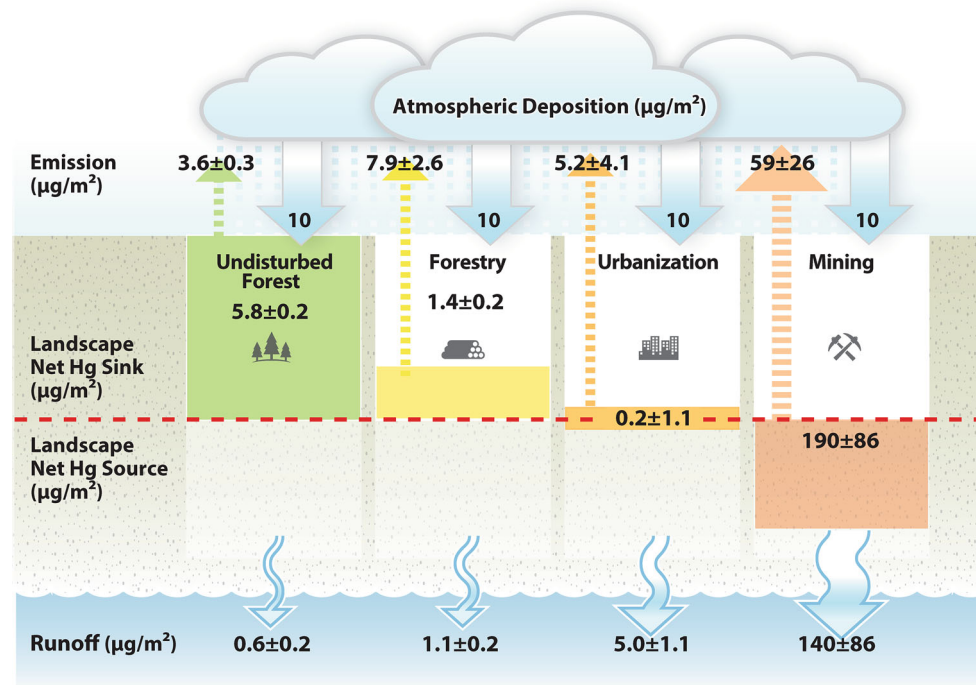 Atmospheric Deposition (µg/m²)
Emission
(µg/m²)
3.6±0.3
7.9±2.6
5.2±4.1
59±26
10
10
10
10
Undisturbed
Forest
5.8±0.2
Forestry
1.4±0.2
Urbanization
Mining
Landscape
Net Hg Sink
(µg/m²)
0.2±1.1
Landscape
Net Hg Source
(µg/m²)
190±86
Runoff (µg/m²)
0.6±0.2
1.1±0.2
5.0±1.1
140±86